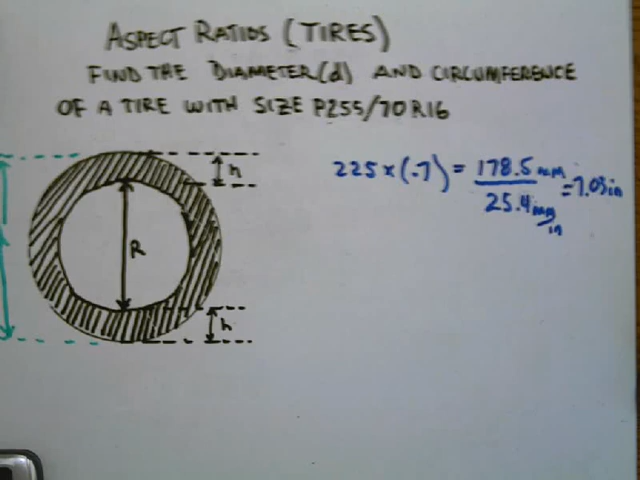 ASPECT RATIOS (TIRES)
FIND THE DIAMETER(d) AND CIRCUMFERENCE
OF A TIRE WITH SIZE P255/70R16
h
225 × (.7) = 178.5 mm
25.4 mm/in
= 7.03 in
R
h